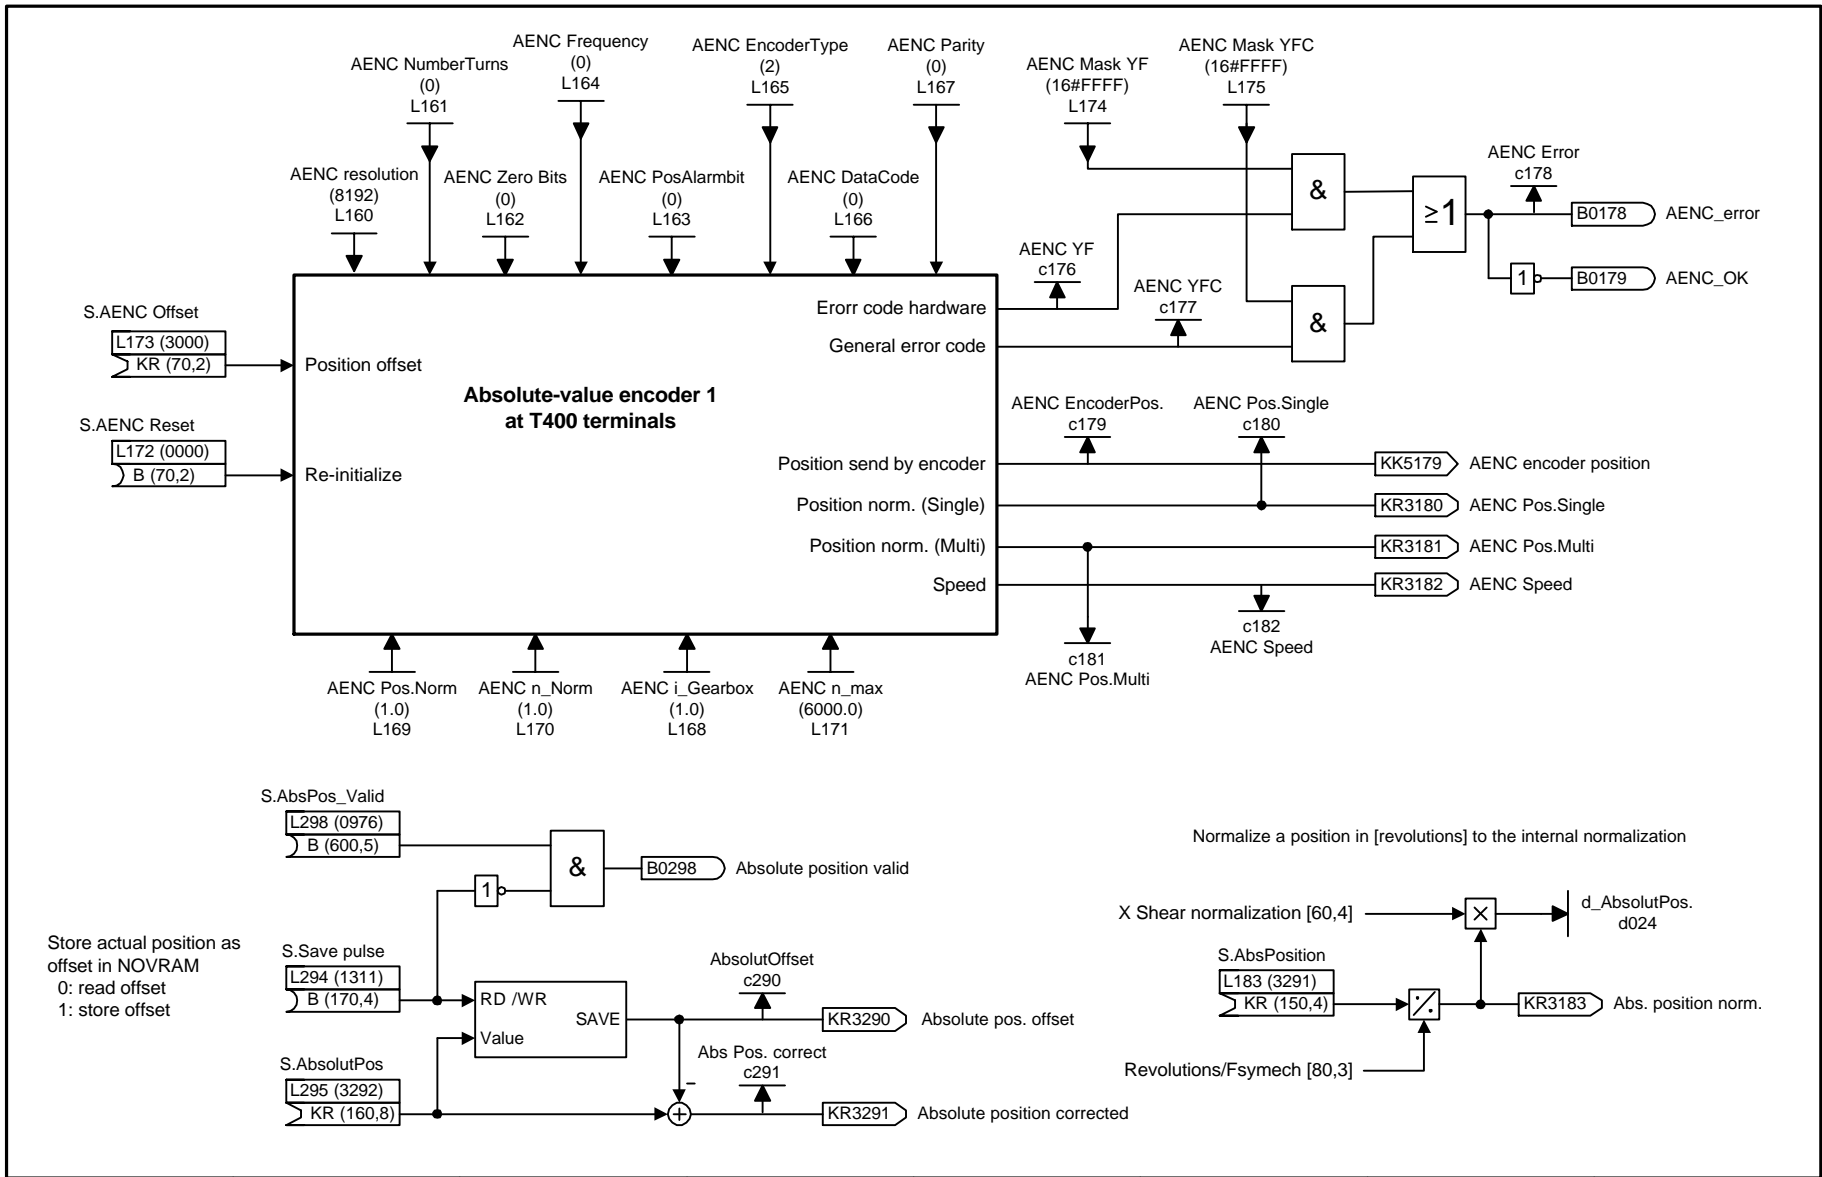 AENC NumberTurns
(0)
L161
AENC Frequency
(0)
L164
AENC EncoderType
(2)
L165
AENC Parity
(0)
L167
AENC Mask YF
(16#FFFF)
L174
AENC Mask YFC
(16#FFFF)
L175
AENC resolution
(8192)
L160
AENC Zero Bits
(0)
L162
AENC PosAlarmbit
(0)
L163
AENC DataCode
(0)
L166
&
≥1
AENC Error
c178
B0178
AENC_error
1
B0179
AENC_OK
&
AENC YF
c176
AENC YFC
c177
S.AENC Offset
L173 (3000)
KR (70,2)
S.AENC Reset
L172 (0000)
B (70,2)
Position offset
Re-initialize
Absolute-value encoder 1
at T400 terminals
Erorr code hardware
General error code
Position send by encoder
Position norm. (Single)
Position norm. (Multi)
Speed
AENC EncoderPos.
c179
AENC Pos.Single
c180
KK5179
AENC encoder position
KR3180
AENC Pos.Single
KR3181
AENC Pos.Multi
KR3182
AENC Speed
c182
AENC Speed
c181
AENC Pos.Multi
AENC Pos.Norm
(1.0)
L169
AENC n_Norm
(1.0)
L170
AENC i_Gearbox
(1.0)
L168
AENC n_max
(6000.0)
L171
S.AbsPos_Valid
L298 (0976)
B (600,5)
&
1
B0298
Absolute position valid
Store actual position as
offset in NOVRAM
0: read offset
1: store offset
S.Save pulse
L294 (1311)
B (170,4)
RD /WR
SAVE
Value
AbsolutOffset
c290
KR3290
Absolute pos. offset
S.AbsolutPos
L295 (3292)
KR (160,8)
Abs Pos. correct
c291
−
+
KR3291
Absolute position corrected
Normalize a position in [revolutions] to the internal normalization
X Shear normalization [60,4]
×
d_AbsolutPos.
d024
S.AbsPosition
L183 (3291)
KR (150,4)
⁒
KR3183
Abs. position norm.
Revolutions/Fsymech [80,3]